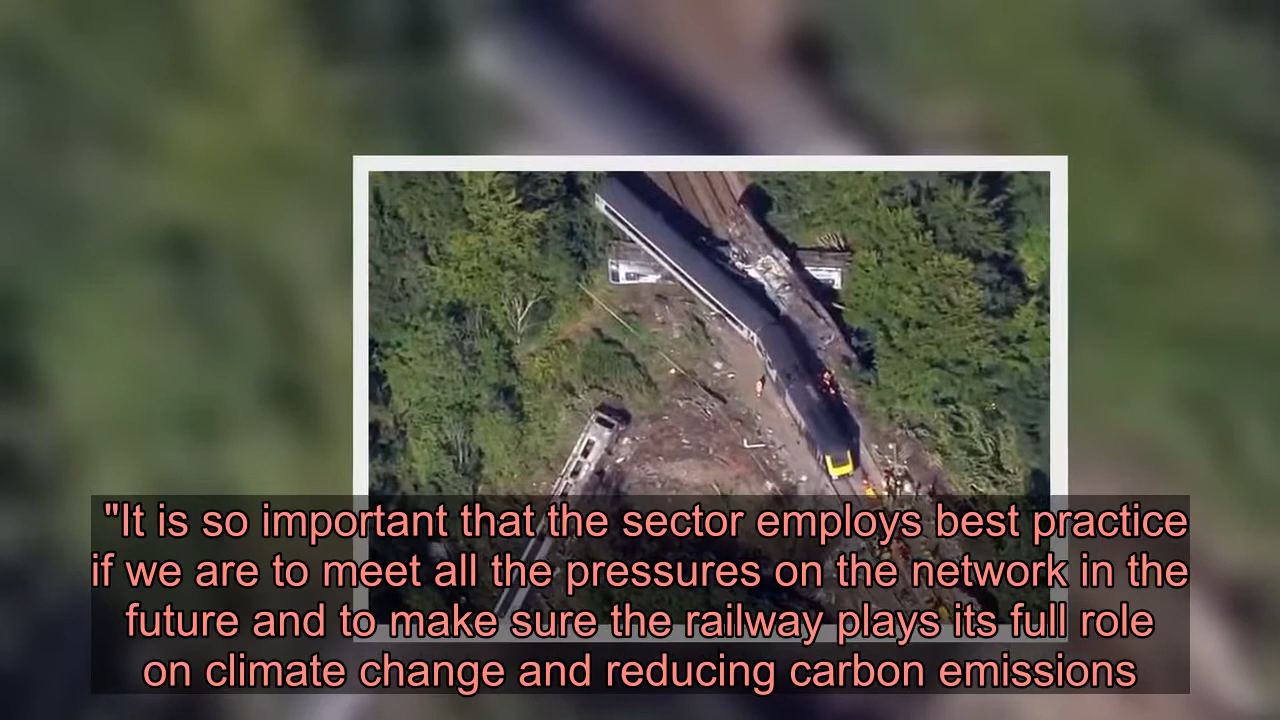 "It is so important that the sector employs best practice
if we are to meet all the pressures on the network in the
future and to make sure the railway plays its full role
on climate change and reducing carbon emissions